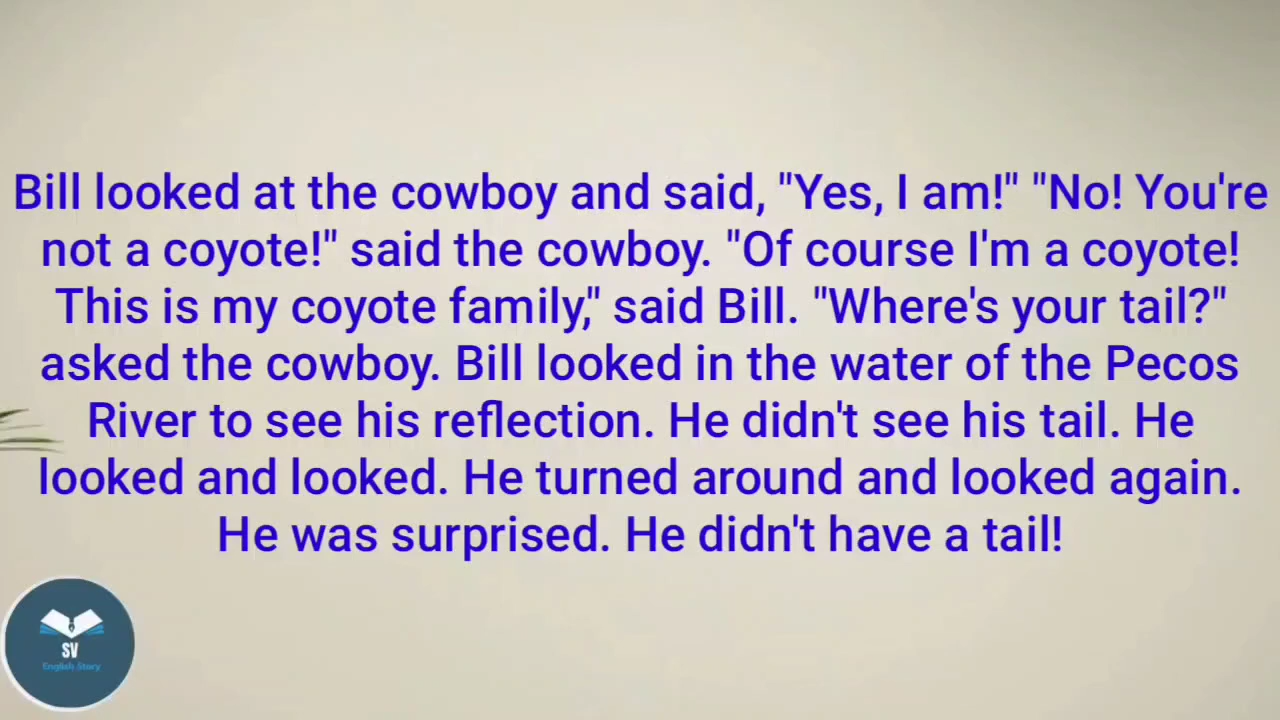 Bill looked at the cowboy and said, "Yes, I am!" "No! You're
not a coyote!" said the cowboy. "Of course I'm a coyote!
This is my coyote family," said Bill. "Where's your tail?"
asked the cowboy. Bill looked in the water of the Pecos
River to see his reflection. He didn't see his tail. He
looked and looked. He turned around and looked again.
He was surprised. He didn't have a tail!
SV
English Story